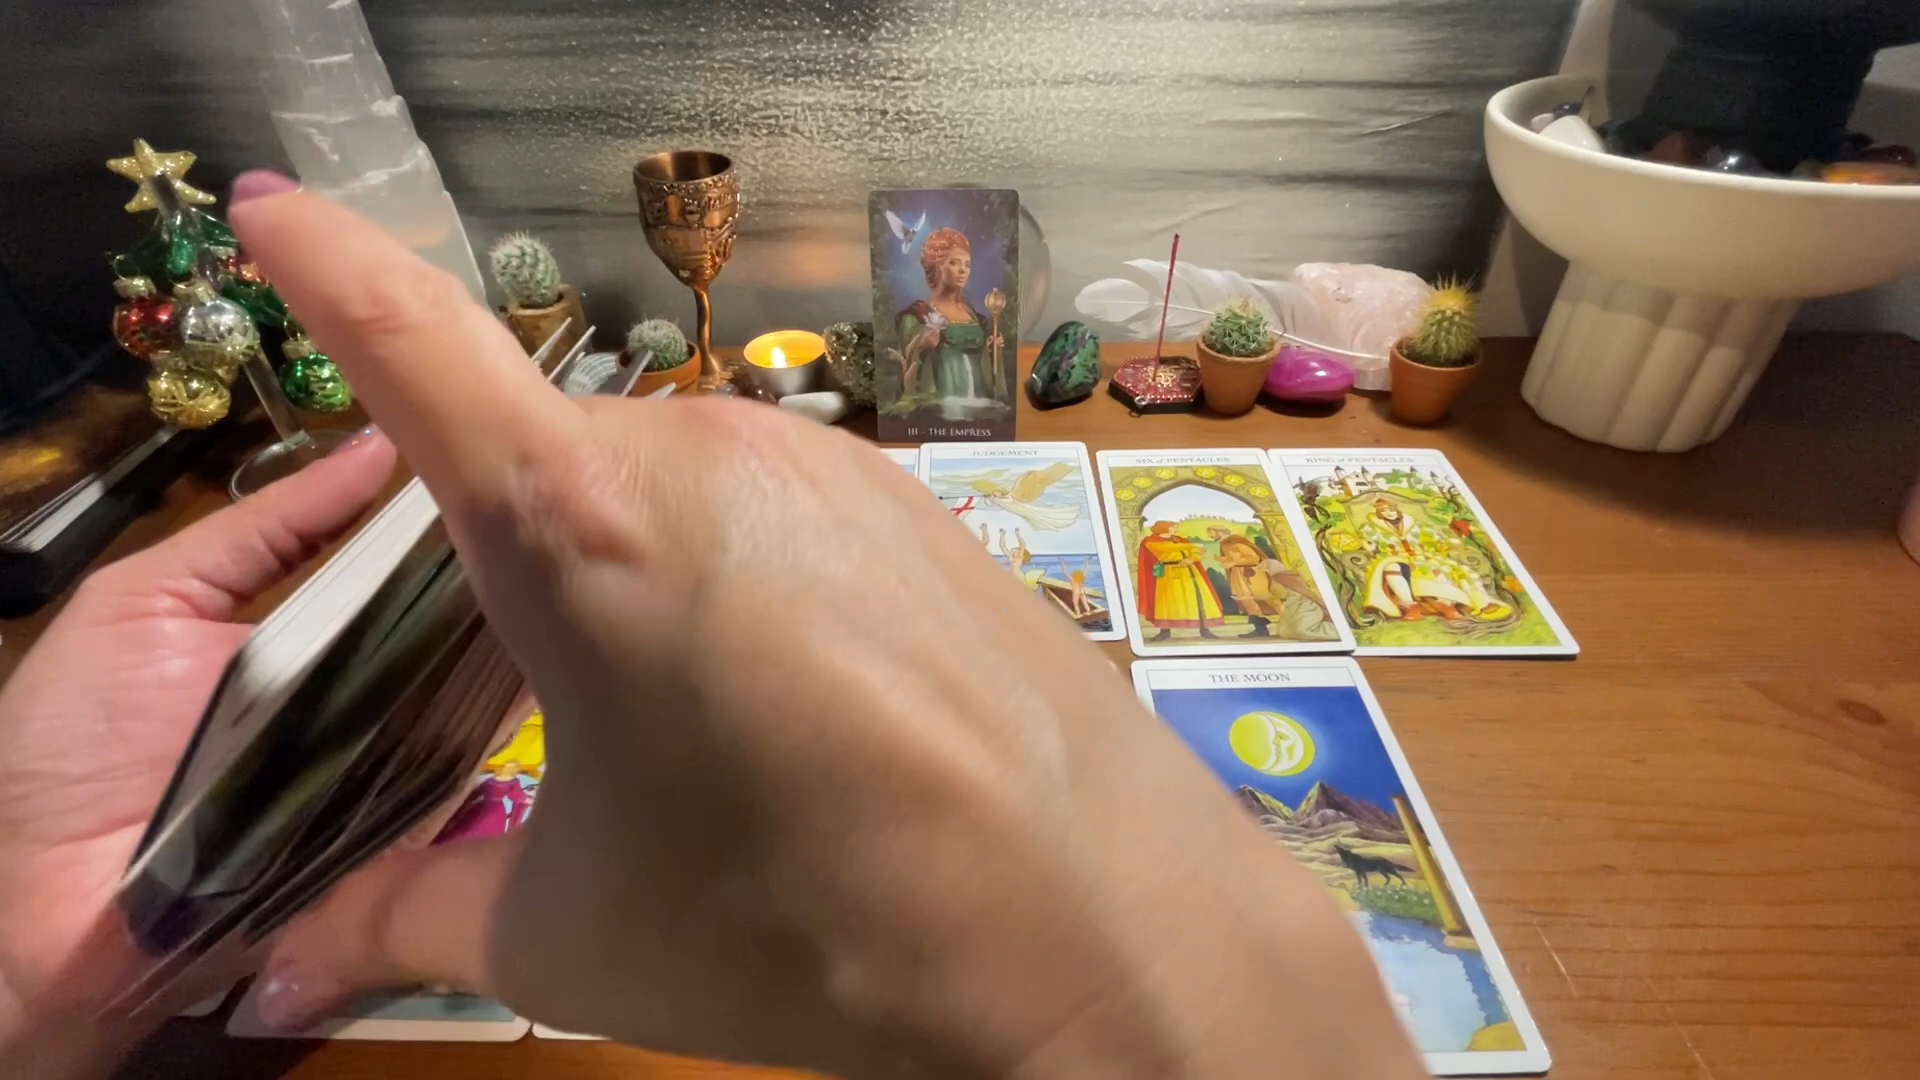 III - THE EMPRESS
JUDGEMENT
SIX of PENTACLES
KING of PENTACLES
THE MOON